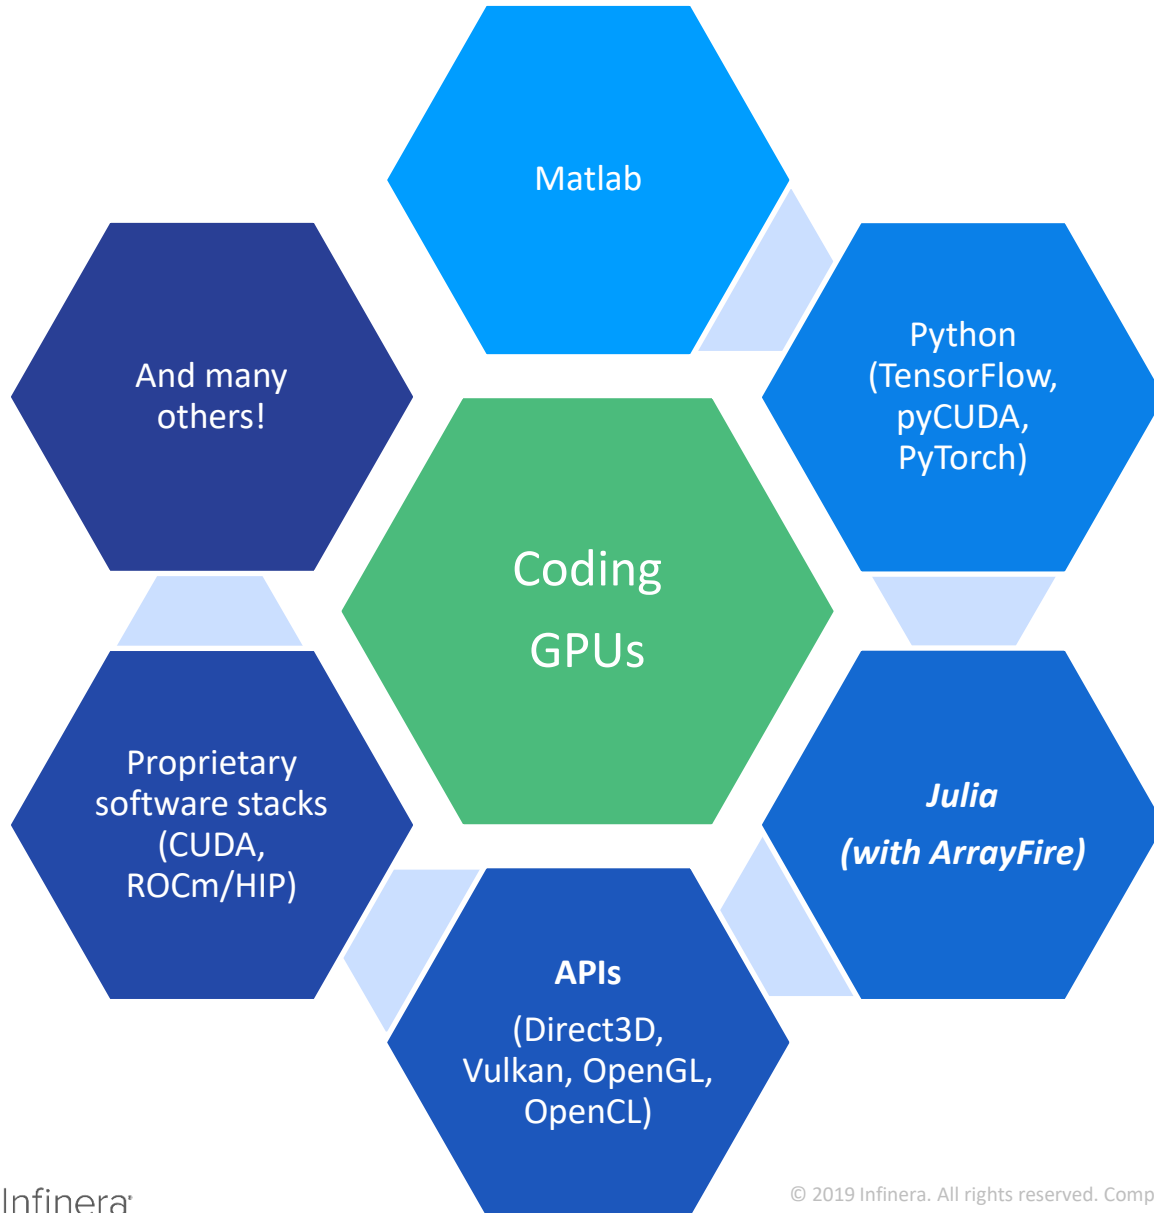 Matlab
Python
(TensorFlow,
pyCUDA,
PyTorch)
Julia
(with ArrayFire)
APIs
(Direct3D,
Vulkan, OpenGL,
OpenCL)
Proprietary
software stacks
(CUDA,
ROCm/HIP)
And many
others!
Coding
GPUs
Infinera
© 2019 Infinera. All rights reserved. Comp